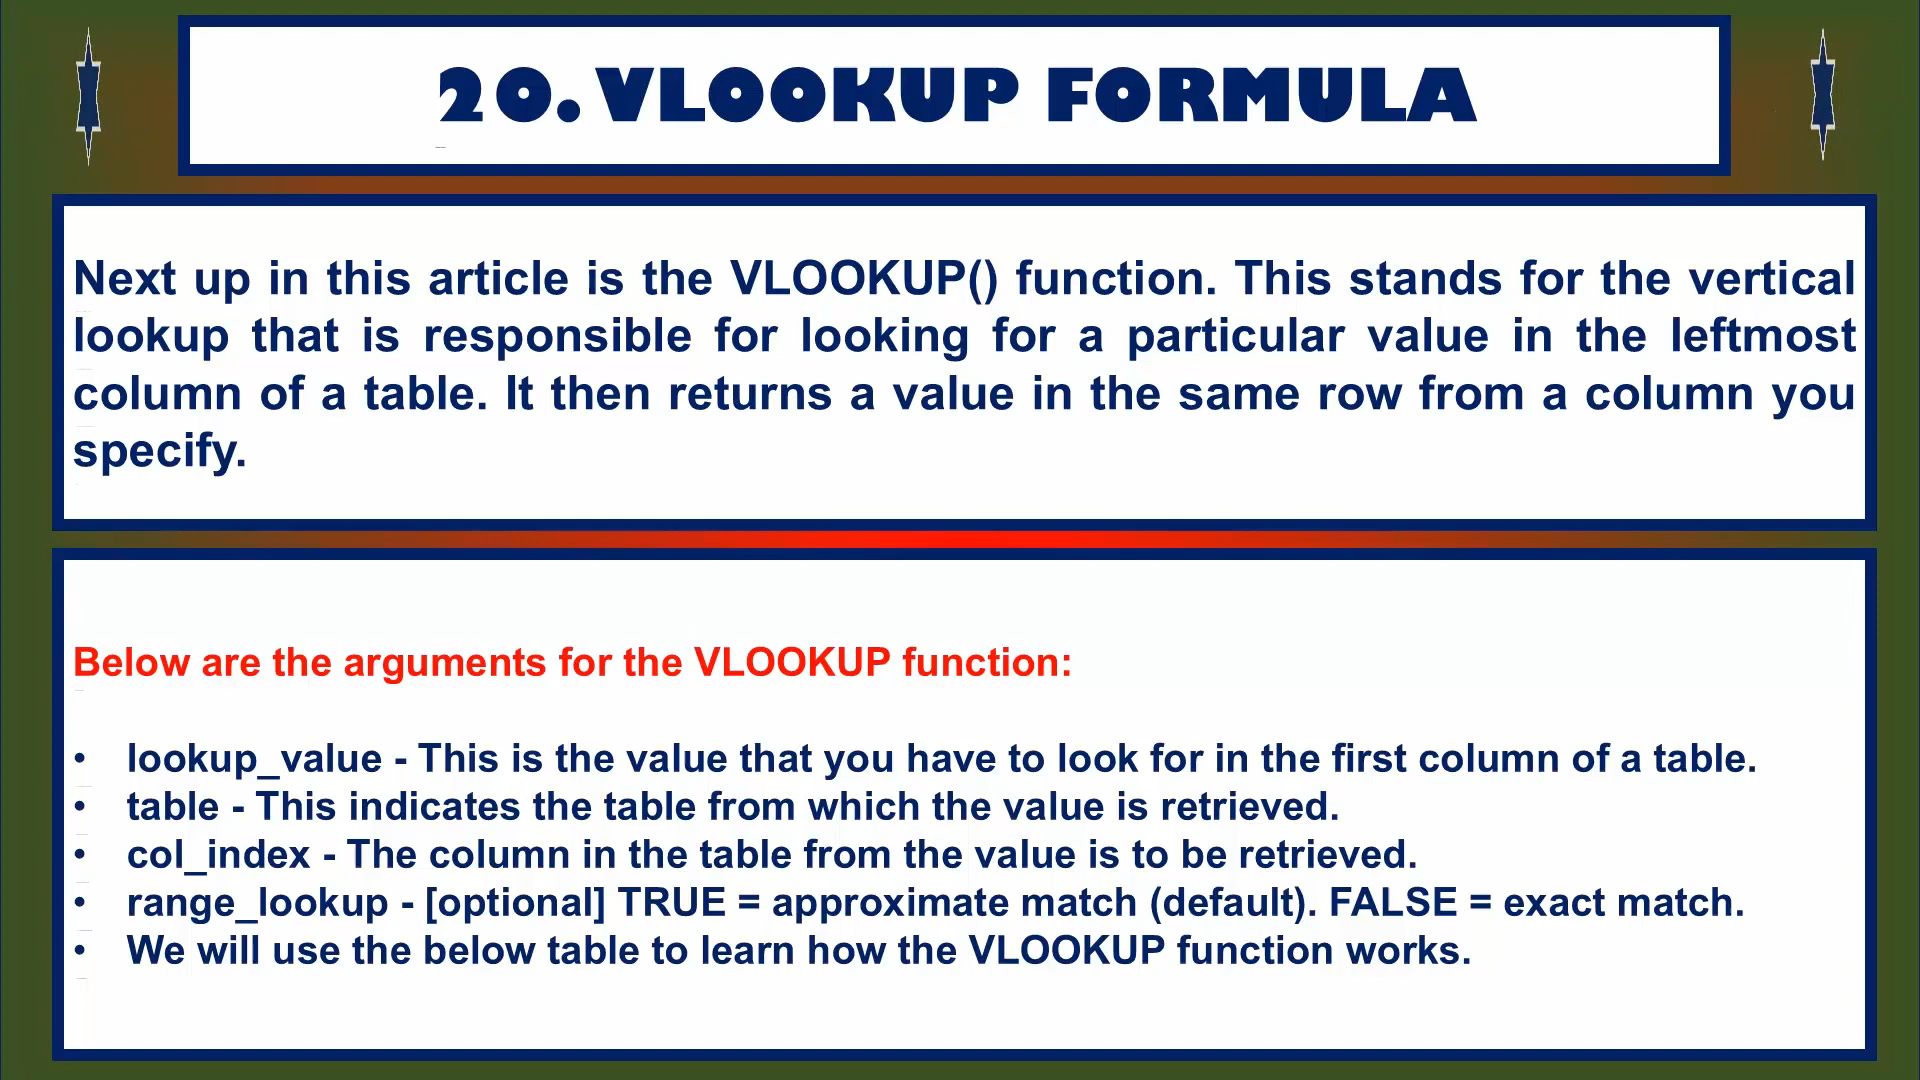 20. VLOOKUP FORMULA
Next up in this article is the VLOOKUP() function. This stands for the vertical
lookup that is responsible for looking for a particular value in the leftmost
column of a table. It then returns a value in the same row from a column you
specify.
Below are the arguments for the VLOOKUP function:
• lookup_value - This is the value that you have to look for in the first column of a table.
• table - This indicates the table from which the value is retrieved.
• col_index - The column in the table from the value is to be retrieved.
• range_lookup - [optional] TRUE = approximate match (default). FALSE = exact match.
• We will use the below table to learn how the VLOOKUP function works.